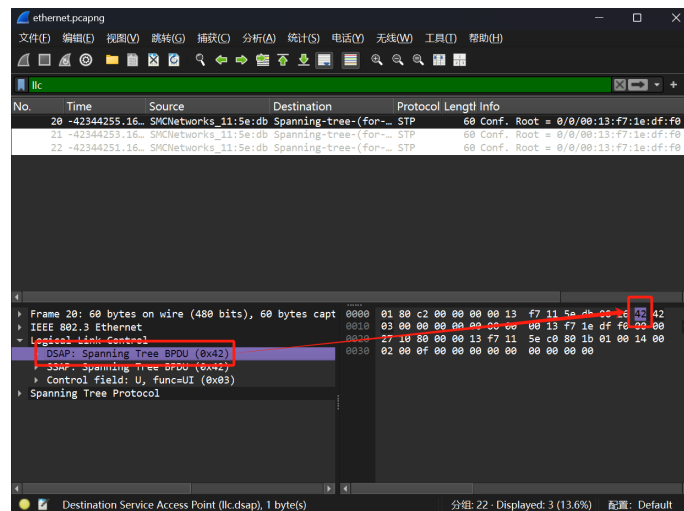 ethernet.pcapng
文件(F) 编辑(E) 视图(V) 跳转(G) 捕获(C) 分析(A) 统计(S) 电话(Y) 无线(W) 工具(T) 帮助(H)
llc
No. Time Source Destination Protocol Lengtl Info
20 -42344255.16… SMCNetworks_11:5e:db Spanning-tree-(for-… STP 60 Conf. Root = 0/0/00:13:f7:1e:df:f0
21 -42344253.16… SMCNetworks_11:5e:db Spanning-tree-(for-… STP 60 Conf. Root = 0/0/00:13:f7:1e:df:f0
22 -42344251.16… SMCNetworks_11:5e:db Spanning-tree-(for-… STP 60 Conf. Root = 0/0/00:13:f7:1e:df:f0
Frame 20: 60 bytes on wire (480 bits), 60 bytes capt
IEEE 802.3 Ethernet
Logical Link Control
DSAP: Spanning Tree BPDU (0x42)
SSAP: Spanning Tree BPDU (0x42)
Control field: U, func=UI (0x03)
Spanning Tree Protocol
0000 01 80 c2 00 00 00 00 13 f7 11 5e db 00 26 42 42
0010 03 00 00 00 00 00 00 00 00 13 f7 1e df f0 00 00
0020 27 10 80 00 00 13 f7 11 5e c0 80 1b 01 00 14 00
0030 02 00 0f 00 00 00 00 00 00 00 00 00
Destination Service Access Point (llc.dsap), 1 byte(s)
分组: 22 · Displayed: 3 (13.6%)
配置: Default